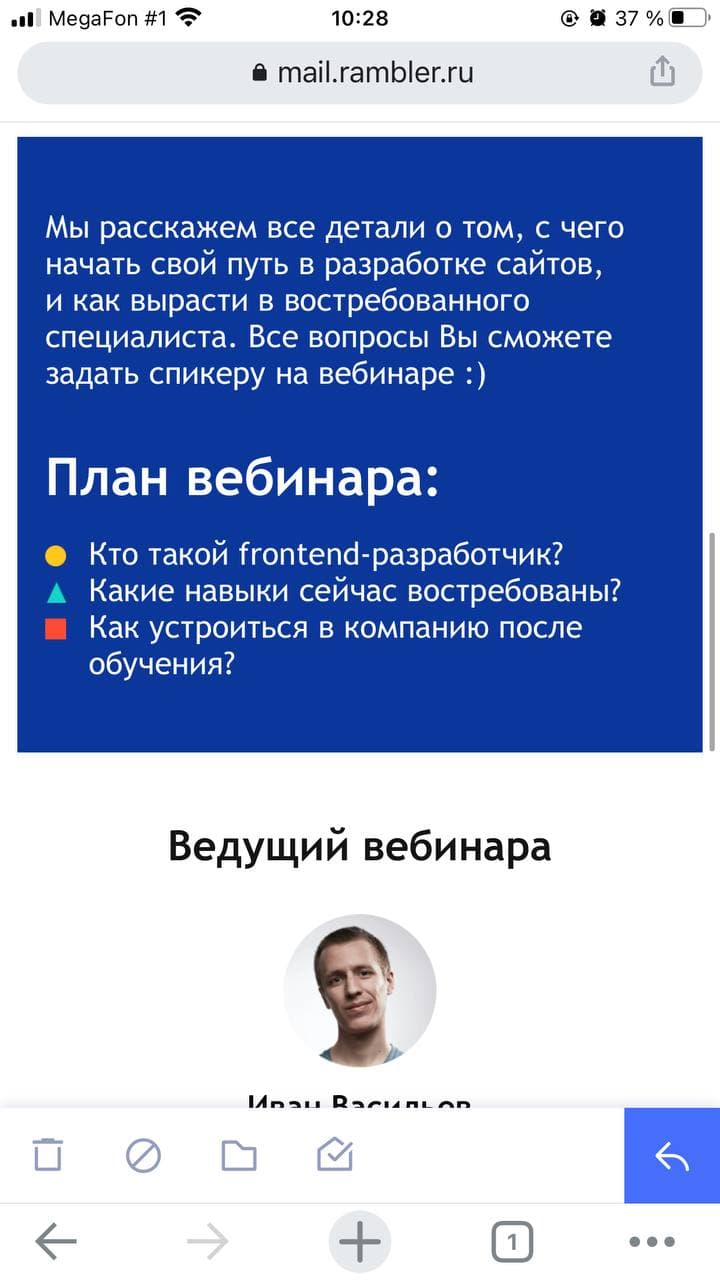 MegaFon #1
10:28
37 %
mail.rambler.ru
Мы расскажем все детали о том, с чего
начать свой путь в разработке сайтов,
и как вырасти в востребованного
специалиста. Все вопросы Вы сможете
задать спикеру на вебинаре :)
План вебинара:
Кто такой frontend-разработчик?
Какие навыки сейчас востребованы?
Как устроиться в компанию после
обучения?
Ведущий вебинара
Иван
1